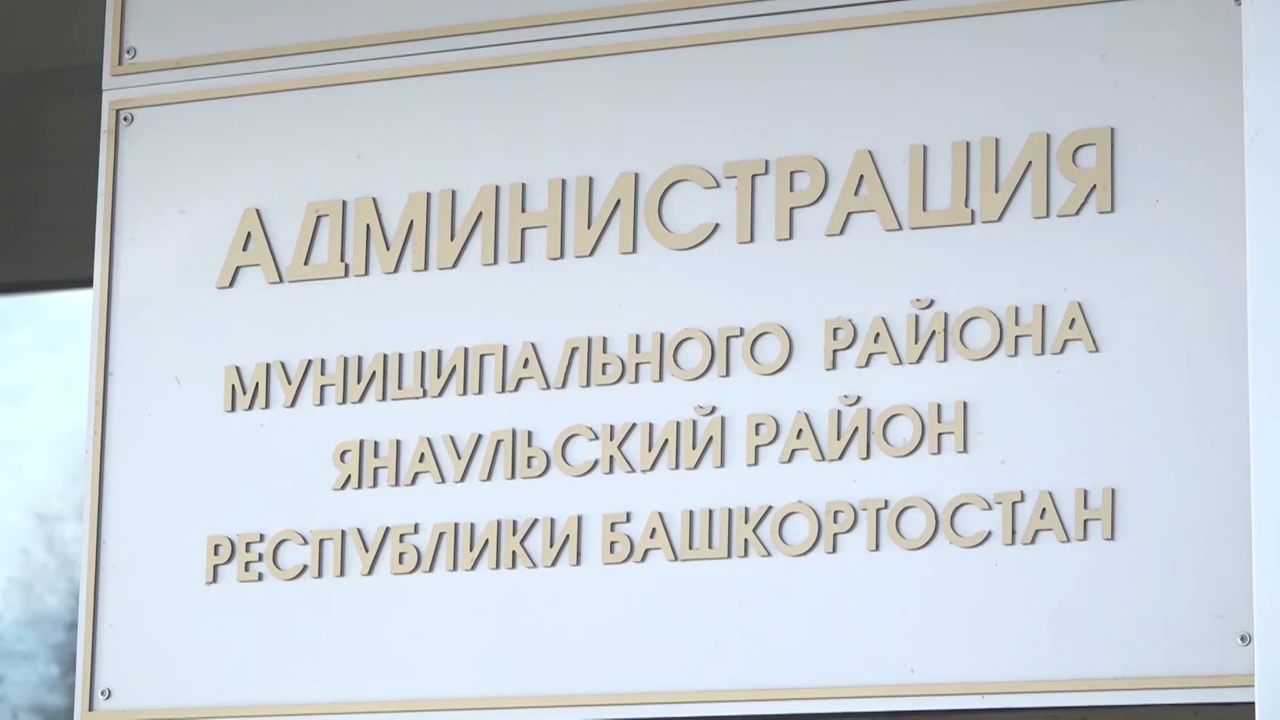 АДМИНИСТРАЦИЯ
МУНИЦИПАЛЬНОГО РАЙОНА
ЯНАУЛЬСКИЙ РАЙОН
РЕСПУБЛИКИ БАШКОРТОСТАН